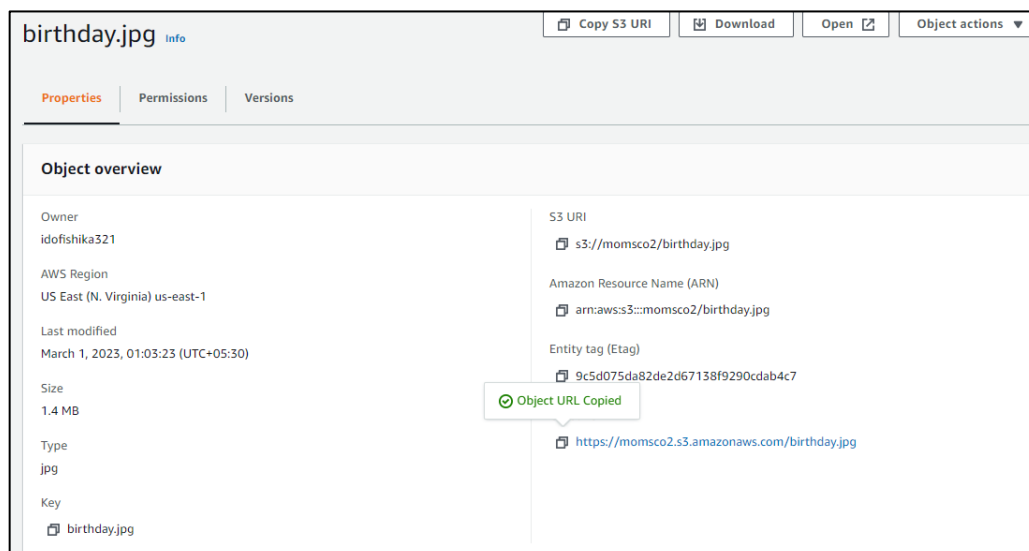 birthday.jpg Info
Copy S3 URI
Download
Open
Object actions
Properties
Permissions
Versions
Object overview
Owner
idofishika321
AWS Region
US East (N. Virginia) us-east-1
Last modified
March 1, 2023, 01:03:23 (UTC+05:30)
Size
1.4 MB
Type
jpg
Key
birthday.jpg
S3 URI
s3://momsco2/birthday.jpg
Amazon Resource Name (ARN)
arn:aws:s3:::momsco2/birthday.jpg
Entity tag (Etag)
9c5d075da82de2d67138f9290cdab4c7
Object URL Copied
https://momsco2.s3.amazonaws.com/birthday.jpg